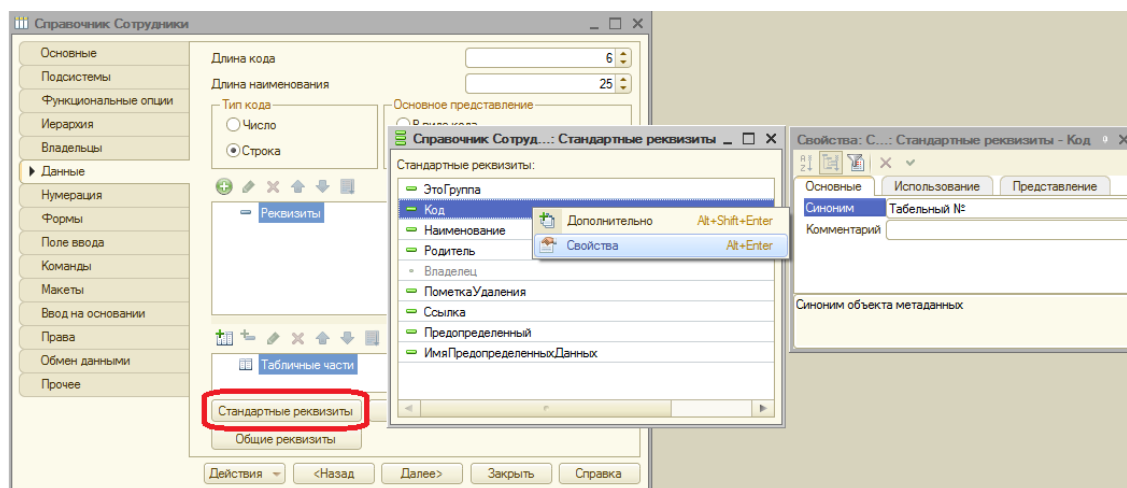 Справочник Сотрудники
Основные
Подсистемы
Функциональные опции
Иерархия
Владельцы
Данные
Нумерация
Формы
Поле ввода
Команды
Макеты
Ввод на основании
Права
Обмен данными
Прочее
Длина кода
6
Длина наименования
25
Тип кода
Число
Строка
Основное представление
Реквизиты
Табличные части
Стандартные реквизиты
Общие реквизиты
Действия
<Назад
Далее>
Закрыть
Справка
Справочник Сотруд...: Стандартные реквизиты
Стандартные реквизиты:
ЭтоГруппа
Код
Наименование
Родитель
Владелец
ПометкаУдаления
Ссылка
Предопределенный
ИмяПредопределенныхДанных
Дополнительно Alt+Shift+Enter
Свойства Alt+Enter
Свойства: С...: Стандартные реквизиты - Код
Основные Использование Представление
Синоним Табельный №
Комментарий
Синоним объекта метаданных